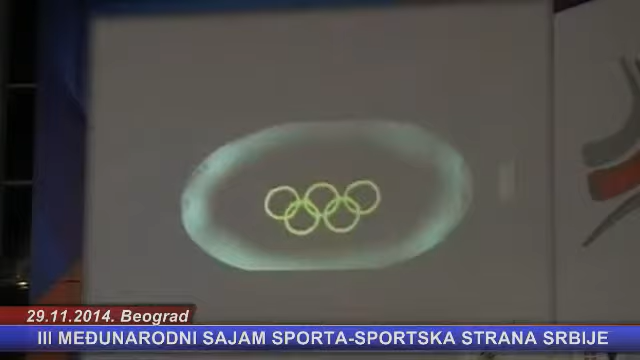 29.11.2014. Beograd
III MEĐUNARODNI SAJAM SPORTA-SPORTSKA STRANA SRBIJE